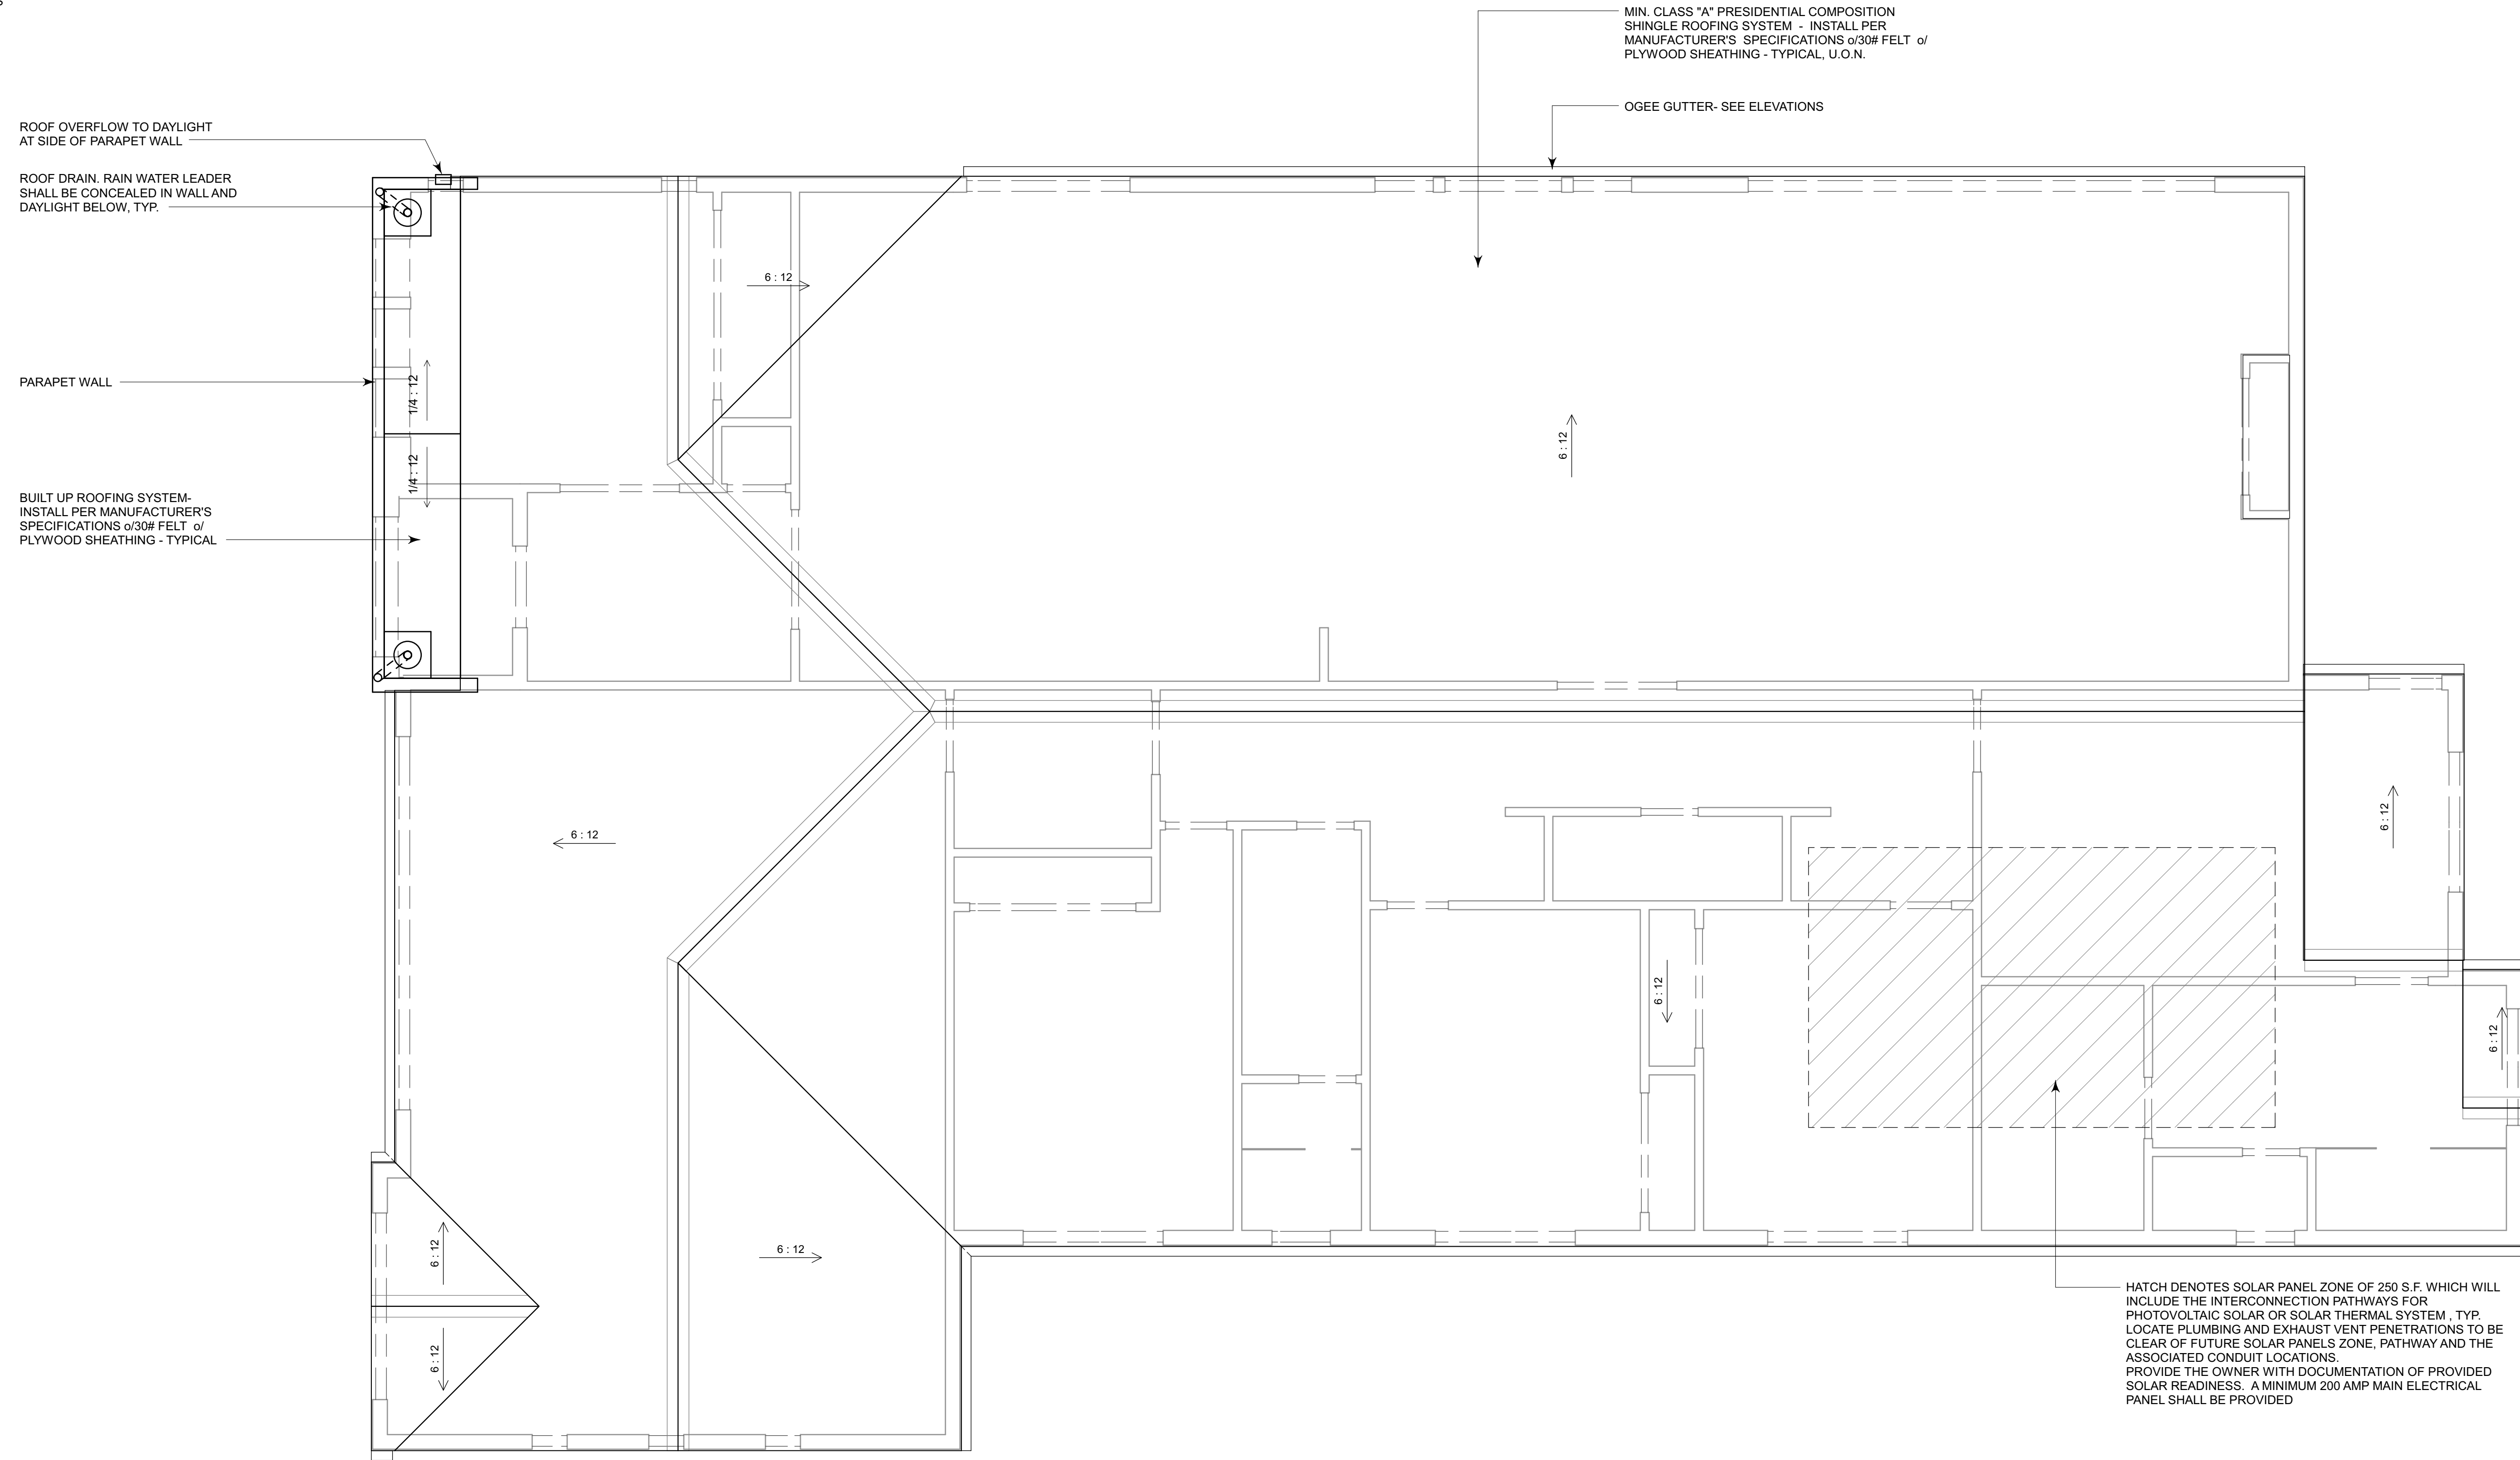 MIN. CLASS "A" PRESIDENTIAL COMPOSITION
SHINGLE ROOFING SYSTEM - INSTALL PER
MANUFACTURER'S SPECIFICATIONS o/30# FELT o/
PLYWOOD SHEATHING - TYPICAL, U.O.N.
OGEE GUTTER- SEE ELEVATIONS
ROOF OVERFLOW TO DAYLIGHT
AT SIDE OF PARAPET WALL
ROOF DRAIN. RAIN WATER LEADER
SHALL BE CONCEALED IN WALL AND
DAYLIGHT BELOW, TYP.
6 : 12
PARAPET WALL
1/4 : 12
6 : 12
1/4 : 12
BUILT UP ROOFING SYSTEM-
INSTALL PER MANUFACTURER'S
SPECIFICATIONS o/30# FELT o/
PLYWOOD SHEATHING - TYPICAL
6 : 12
6 : 12
6 : 12
6 : 12
6 : 12
6 : 12
6 : 12
HATCH DENOTES SOLAR PANEL ZONE OF 250 S.F. WHICH WILL
INCLUDE THE INTERCONNECTION PATHWAYS FOR
PHOTOVOLTAIC SOLAR OR SOLAR THERMAL SYSTEM , TYP.
LOCATE PLUMBING AND EXHAUST VENT PENETRATIONS TO BE
CLEAR OF FUTURE SOLAR PANELS ZONE, PATHWAY AND THE
ASSOCIATED CONDUIT LOCATIONS.
PROVIDE THE OWNER WITH DOCUMENTATION OF PROVIDED
SOLAR READINESS. A MINIMUM 200 AMP MAIN ELECTRICAL
PANEL SHALL BE PROVIDED
6 : 12